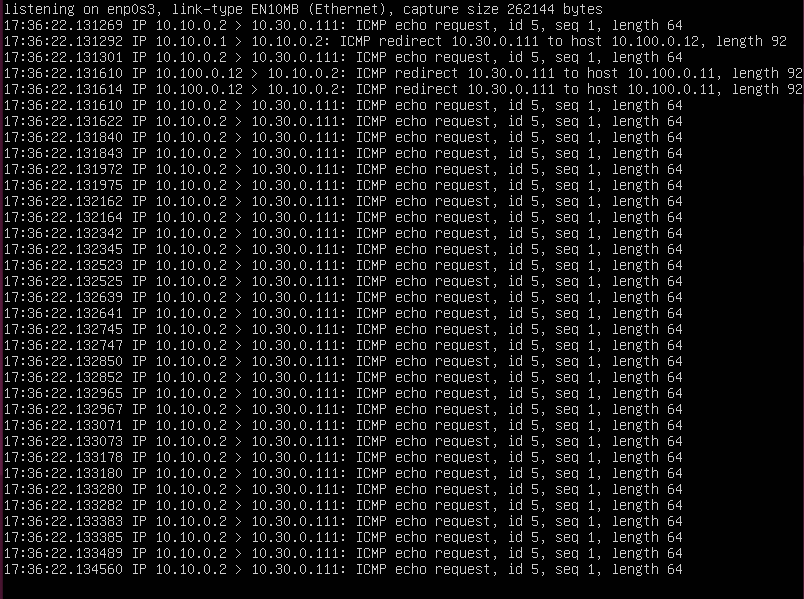 listening on enp0s3, link-type EN10MB (Ethernet), capture size 262144 bytes
17:36:22.131269 IP 10.10.0.2 > 10.30.0.111: ICMP echo request, id 5, seq 1, length 64
17:36:22.131292 IP 10.10.0.1 > 10.10.0.2: ICMP redirect 10.30.0.111 to host 10.100.0.12, length 92
17:36:22.131301 IP 10.10.0.2 > 10.30.0.111: ICMP echo request, id 5, seq 1, length 64
17:36:22.131610 IP 10.100.0.12 > 10.10.0.2: ICMP redirect 10.30.0.111 to host 10.100.0.11, length 92
17:36:22.131614 IP 10.100.0.12 > 10.10.0.2: ICMP redirect 10.30.0.111 to host 10.100.0.11, length 92
17:36:22.131610 IP 10.10.0.2 > 10.30.0.111: ICMP echo request, id 5, seq 1, length 64
17:36:22.131622 IP 10.10.0.2 > 10.30.0.111: ICMP echo request, id 5, seq 1, length 64
17:36:22.131840 IP 10.10.0.2 > 10.30.0.111: ICMP echo request, id 5, seq 1, length 64
17:36:22.131843 IP 10.10.0.2 > 10.30.0.111: ICMP echo request, id 5, seq 1, length 64
17:36:22.131972 IP 10.10.0.2 > 10.30.0.111: ICMP echo request, id 5, seq 1, length 64
17:36:22.131975 IP 10.10.0.2 > 10.30.0.111: ICMP echo request, id 5, seq 1, length 64
17:36:22.132162 IP 10.10.0.2 > 10.30.0.111: ICMP echo request, id 5, seq 1, length 64
17:36:22.132164 IP 10.10.0.2 > 10.30.0.111: ICMP echo request, id 5, seq 1, length 64
17:36:22.132342 IP 10.10.0.2 > 10.30.0.111: ICMP echo request, id 5, seq 1, length 64
17:36:22.132345 IP 10.10.0.2 > 10.30.0.111: ICMP echo request, id 5, seq 1, length 64
17:36:22.132523 IP 10.10.0.2 > 10.30.0.111: ICMP echo request, id 5, seq 1, length 64
17:36:22.132525 IP 10.10.0.2 > 10.30.0.111: ICMP echo request, id 5, seq 1, length 64
17:36:22.132639 IP 10.10.0.2 > 10.30.0.111: ICMP echo request, id 5, seq 1, length 64
17:36:22.132641 IP 10.10.0.2 > 10.30.0.111: ICMP echo request, id 5, seq 1, length 64
17:36:22.132745 IP 10.10.0.2 > 10.30.0.111: ICMP echo request, id 5, seq 1, length 64
17:36:22.132747 IP 10.10.0.2 > 10.30.0.111: ICMP echo request, id 5, seq 1, length 64
17:36:22.132850 IP 10.10.0.2 > 10.30.0.111: ICMP echo request, id 5, seq 1, length 64
17:36:22.132852 IP 10.10.0.2 > 10.30.0.111: ICMP echo request, id 5, seq 1, length 64
17:36:22.132965 IP 10.10.0.2 > 10.30.0.111: ICMP echo request, id 5, seq 1, length 64
17:36:22.132967 IP 10.10.0.2 > 10.30.0.111: ICMP echo request, id 5, seq 1, length 64
17:36:22.133071 IP 10.10.0.2 > 10.30.0.111: ICMP echo request, id 5, seq 1, length 64
17:36:22.133073 IP 10.10.0.2 > 10.30.0.111: ICMP echo request, id 5, seq 1, length 64
17:36:22.133178 IP 10.10.0.2 > 10.30.0.111: ICMP echo request, id 5, seq 1, length 64
17:36:22.133180 IP 10.10.0.2 > 10.30.0.111: ICMP echo request, id 5, seq 1, length 64
17:36:22.133280 IP 10.10.0.2 > 10.30.0.111: ICMP echo request, id 5, seq 1, length 64
17:36:22.133282 IP 10.10.0.2 > 10.30.0.111: ICMP echo request, id 5, seq 1, length 64
17:36:22.133383 IP 10.10.0.2 > 10.30.0.111: ICMP echo request, id 5, seq 1, length 64
17:36:22.133385 IP 10.10.0.2 > 10.30.0.111: ICMP echo request, id 5, seq 1, length 64
17:36:22.133489 IP 10.10.0.2 > 10.30.0.111: ICMP echo request, id 5, seq 1, length 64
17:36:22.134560 IP 10.10.0.2 > 10.30.0.111: ICMP echo request, id 5, seq 1, length 64